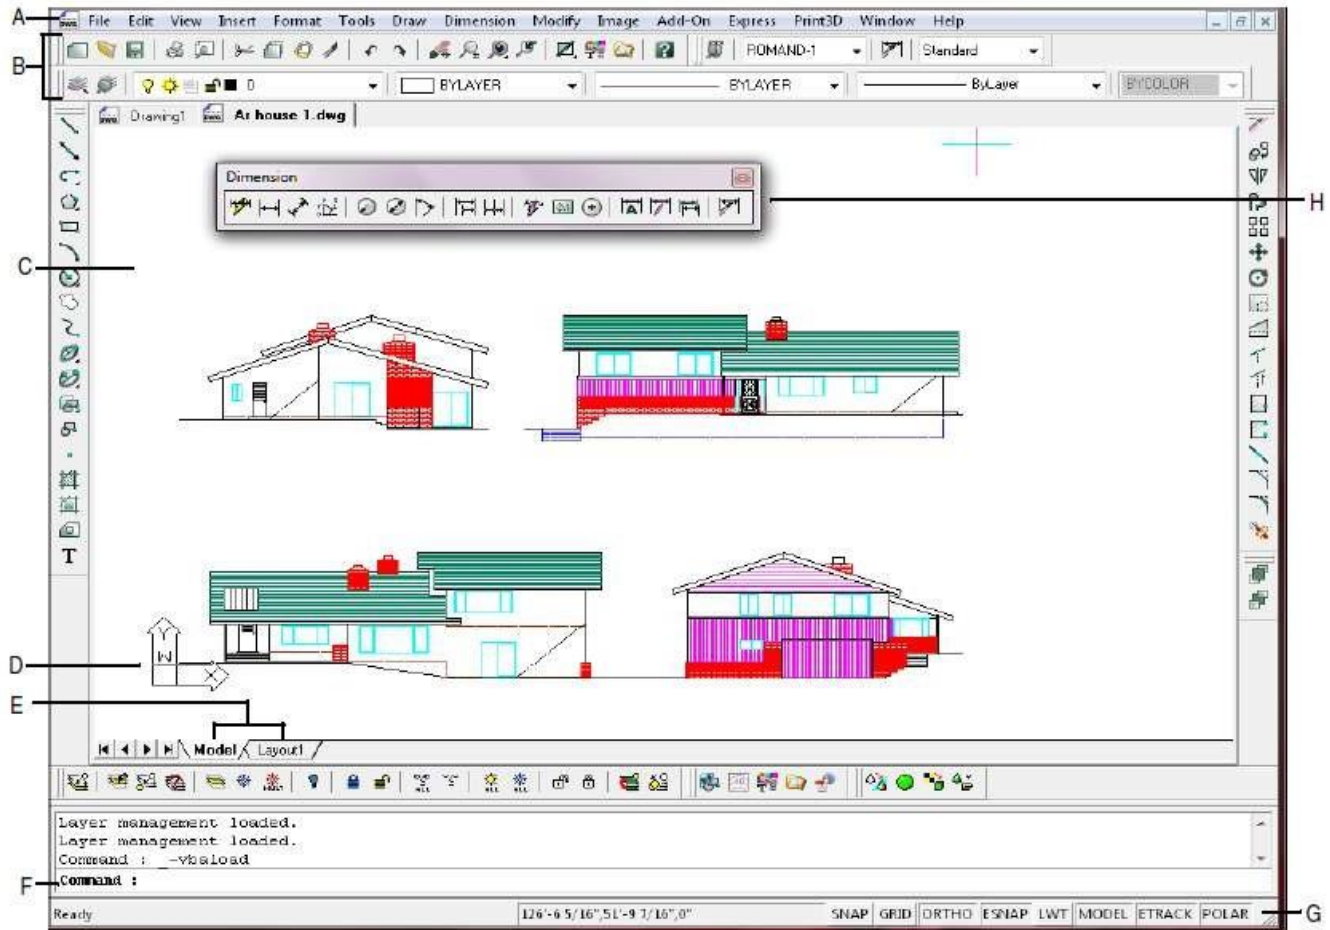 A
File Edit View Insert Format Tools Draw Dimension Modify Image Add-On Express Print3D Window Help
B
ROMAND-1 Standard
0 BYLAYER BYLAYER ByLayer BYCOLOR
Drawing1 Ar house 1.dwg
Dimension
H
C
T
Y
W
X
D
E
Model Layout1
Layer management loaded.
Layer management loaded.
Command : _-vbaload
F
Command :
Ready 126'-6 5/16",51'-9 7/16",0" SNAP GRID ORTHO ESNAP LWT MODEL ETRACK POLAR
G